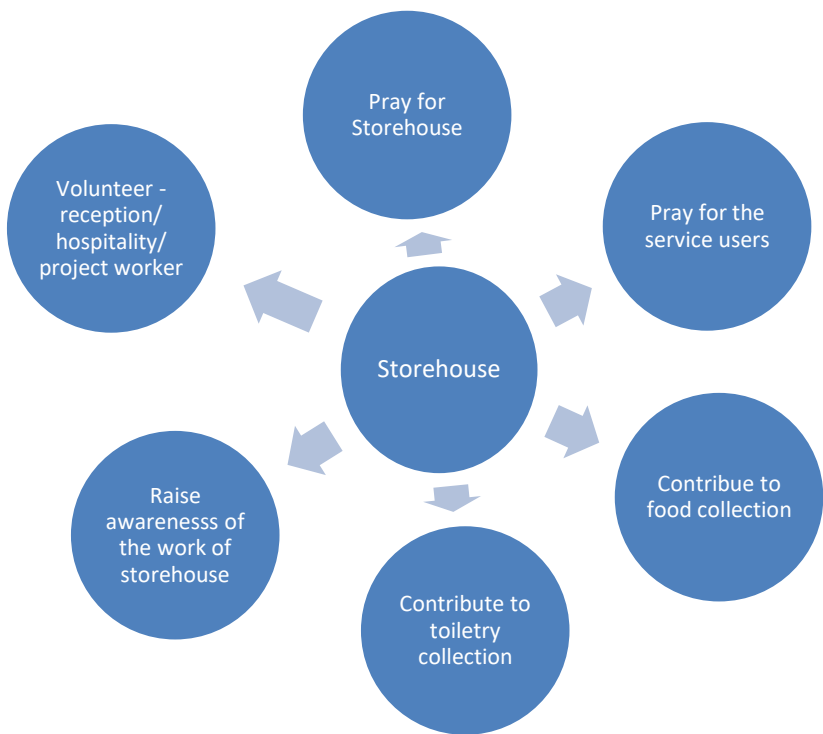 Pray for
Storehouse
Pray for the
service users
Contribue to
food collection
Contribute to
toiletry
collection
Raise
awarenesss of
the work of
storehouse
Volunteer -
reception/
hospitality/
project worker
Storehouse